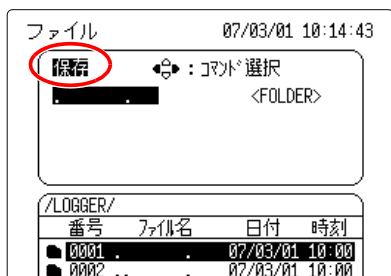 ファイル 07/03/01 10:14:43
保存 : コマンド選択
. . <FOLDER>
/LOGGER/
番号 ファイル名 日付 時刻
0001 . . 07/03/01 10:00
0002 .. . 07/03/01 10:00